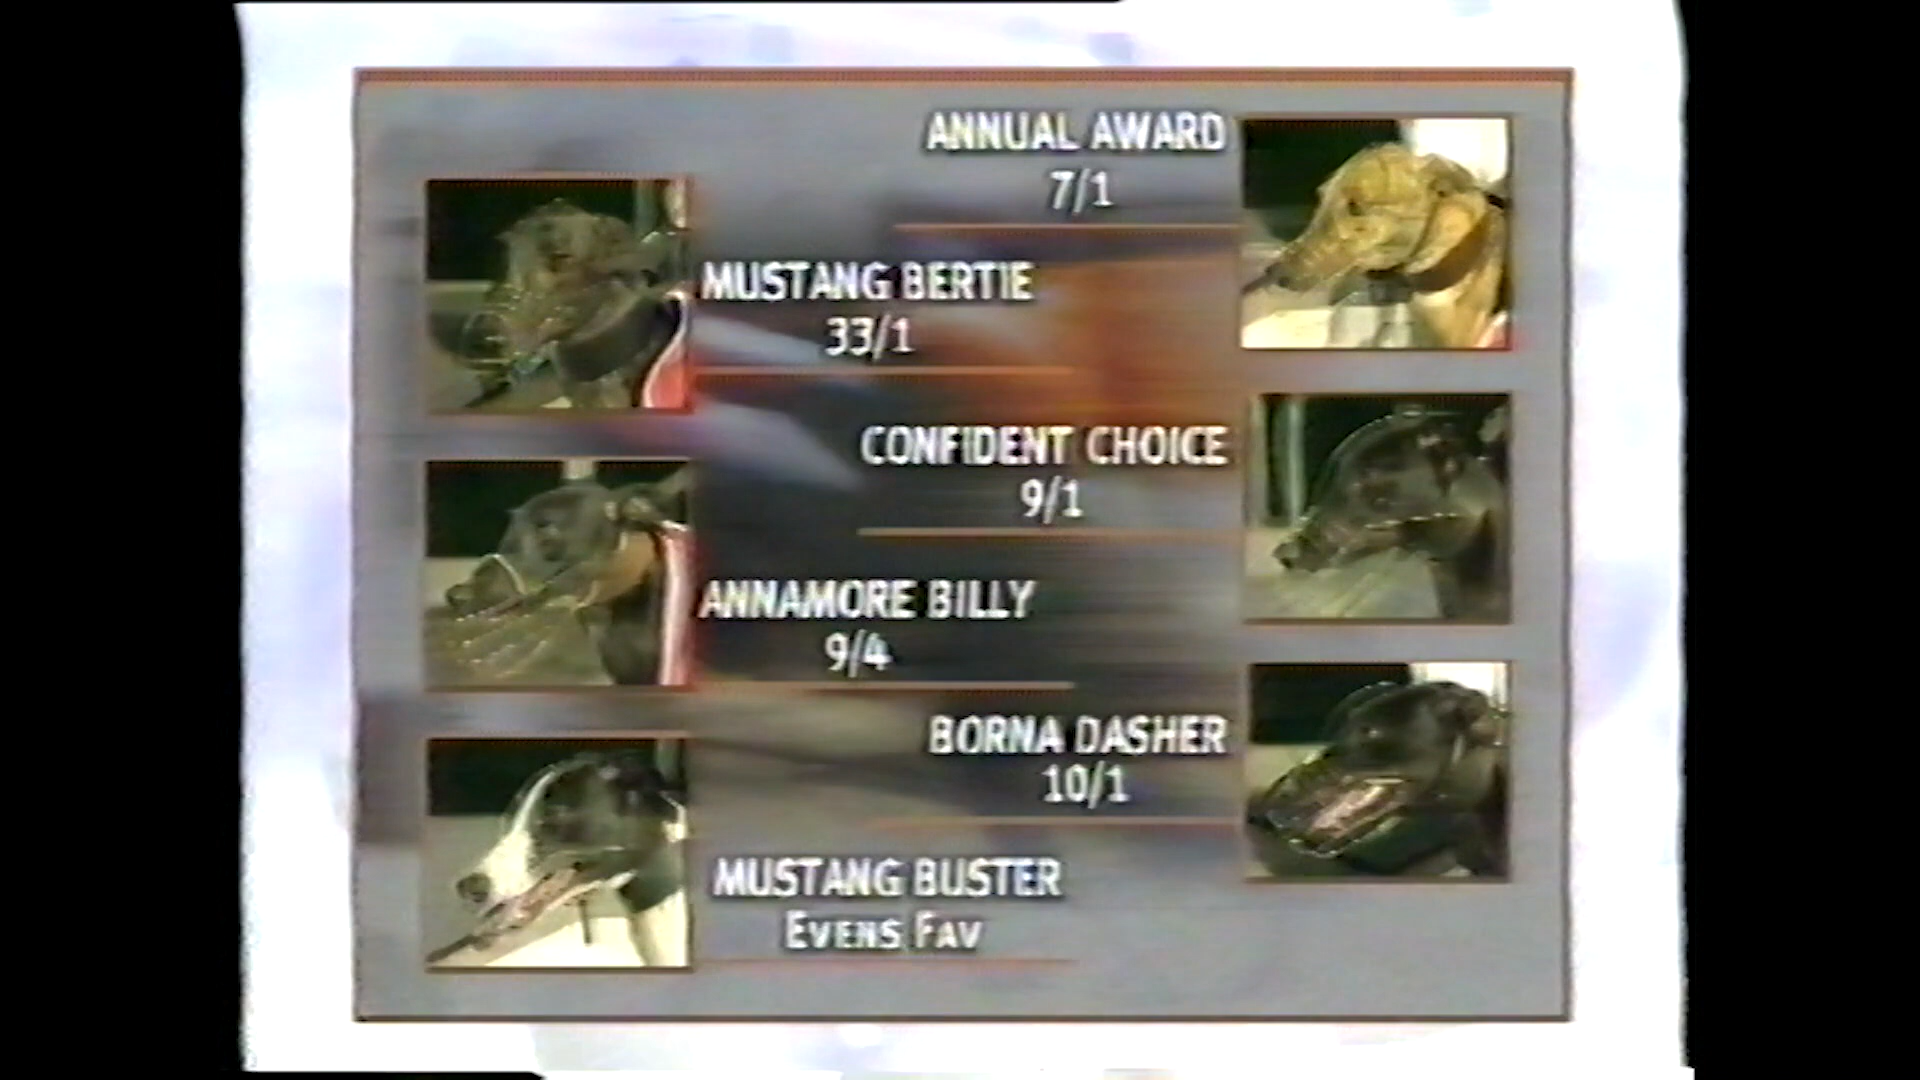 ANNUAL AWARD
7/1
MUSTANG BERTIE
33/1
CONFIDENT CHOICE
9/1
ANNAMORE BILLY
9/4
BORNA DASHER
10/1
MUSTANG BUSTER
EVENS FAV